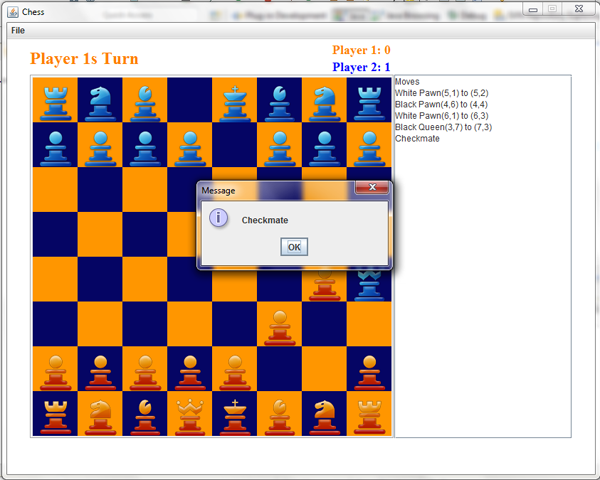 Chess
File
Player 1s Turn
Player 1: 0
Player 2: 1
Moves
White Pawn(5,1) to (5,2)
Black Pawn(4,6) to (4,4)
White Pawn(6,1) to (6,3)
Black Queen(3,7) to (7,3)
Checkmate
Message
Checkmate
OK